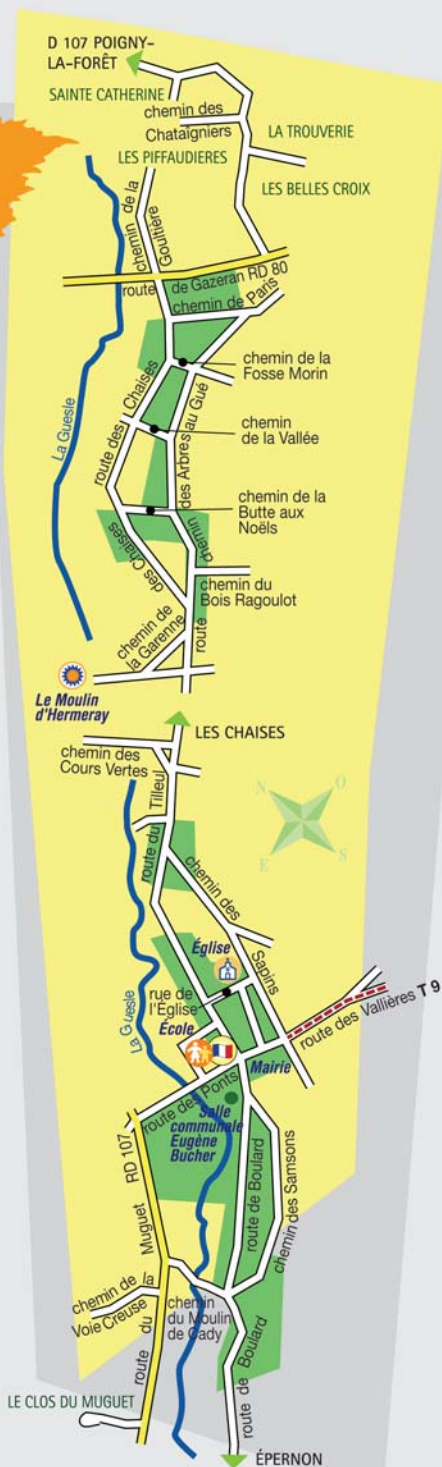 D 107 POIGNY-
LA-FORÊT
SAINTE CATHERINE
chemin des
Chataîgniers
LA TROUVERIE
LES PIFFAUDIERES
LES BELLES CROIX
chemin de la
Goultière
route de Gazeran RD 80
chemin de Paris
La Guesle
route des Chaises
chemin de la
Fosse Morin
chemin
de la Vallée
chemin des Arbres au Gué
chemin de la
Butte aux
Noëls
des Chaises
chemin du
Bois Ragoulot
chemin de
la Garenne
route
Le Moulin
d'Hermeray
LES CHAISES
chemin des
Cours Vertes
route du Tilleul
N
O
E
S
chemin des Sapins
La Guesle
Église
rue de
l'Eglise
École
route des Vallières T 9
Mairie
route des Ponts
Salle
communale
Eugène
Bucher
route du Muguet RD 107
route de Boulard
chemin des Samsons
chemin de la
Voie Creuse
chemin
du Moulin
de Cady
route de Boulard
LE CLOS DU MUGUET
ÉPERNON